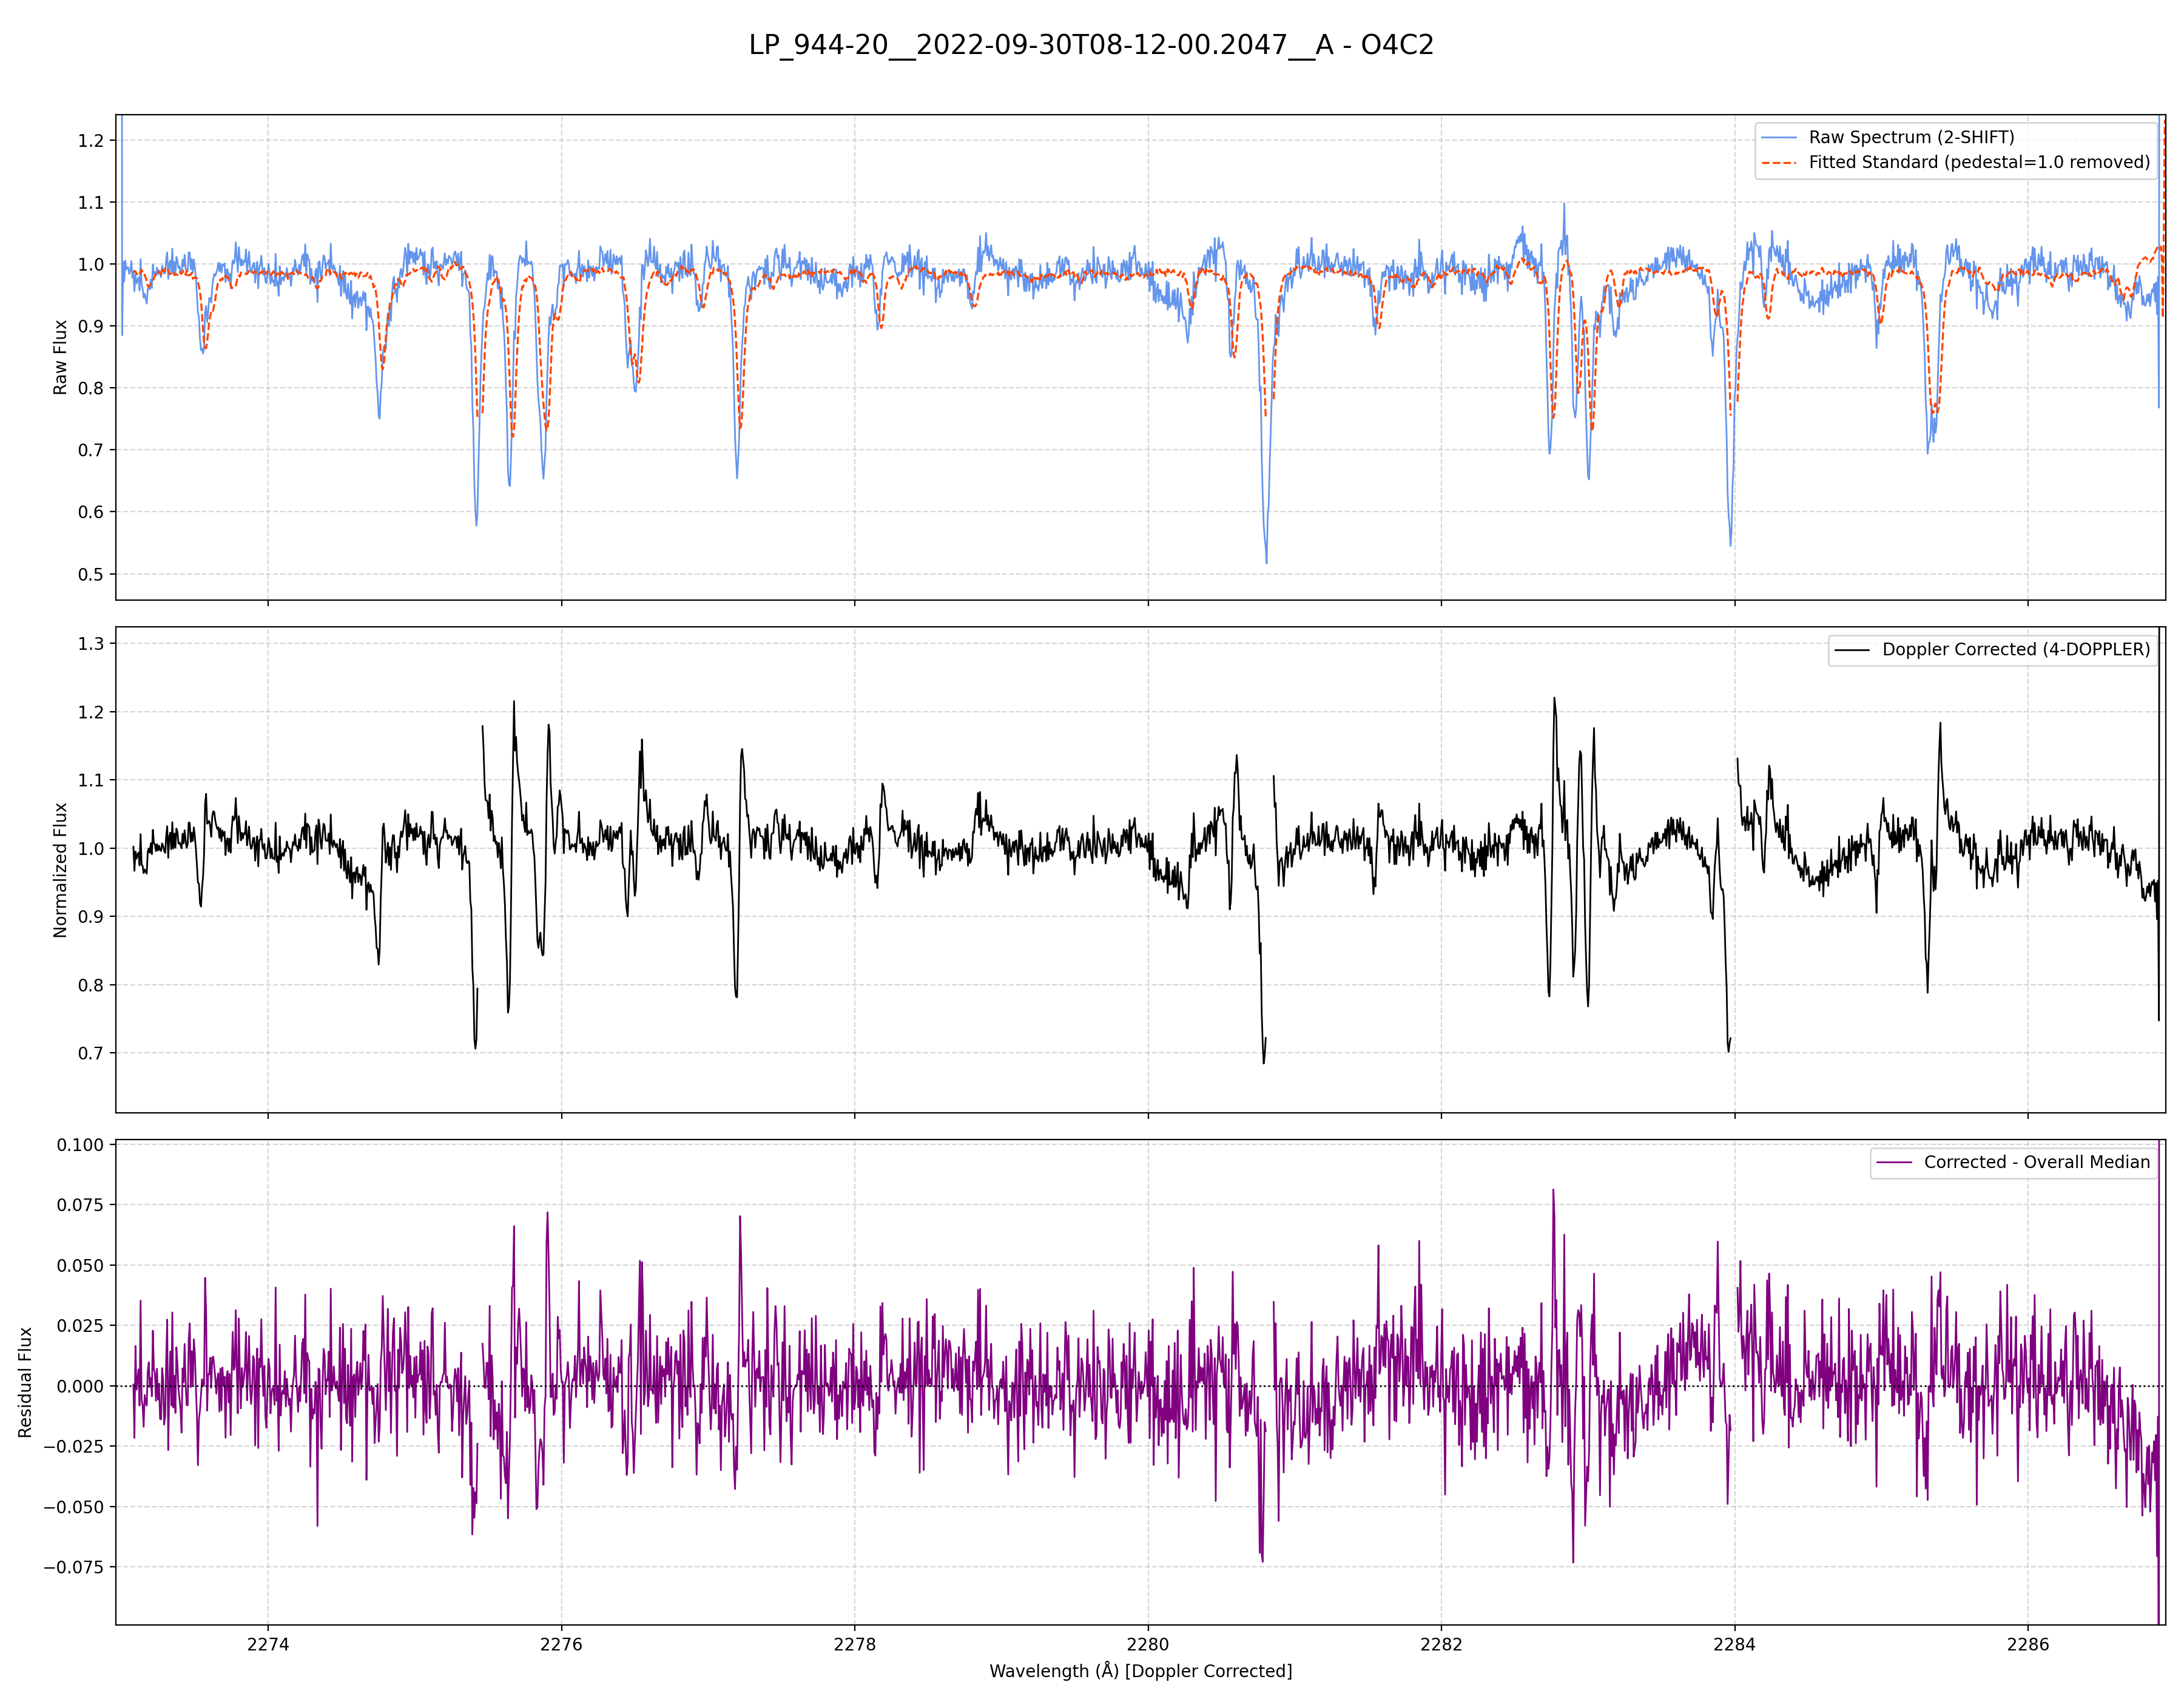 LP_944-20__2022-09-30T08-12-00.2047__A - O4C2
1.2
1.1
1.0
0.9
0.8
0.7
0.6
0.5
Raw Flux
Raw Spectrum (2-SHIFT)
Fitted Standard (pedestal=1.0 removed)
1.3
1.2
1.1
1.0
0.9
0.8
0.7
Normalized Flux
Doppler Corrected (4-DOPPLER)
0.100
0.075
0.050
0.025
0.000
−0.025
−0.050
−0.075
Residual Flux
Corrected - Overall Median
2274 2276 2278 2280 2282 2284 2286
Wavelength (Å) [Doppler Corrected]